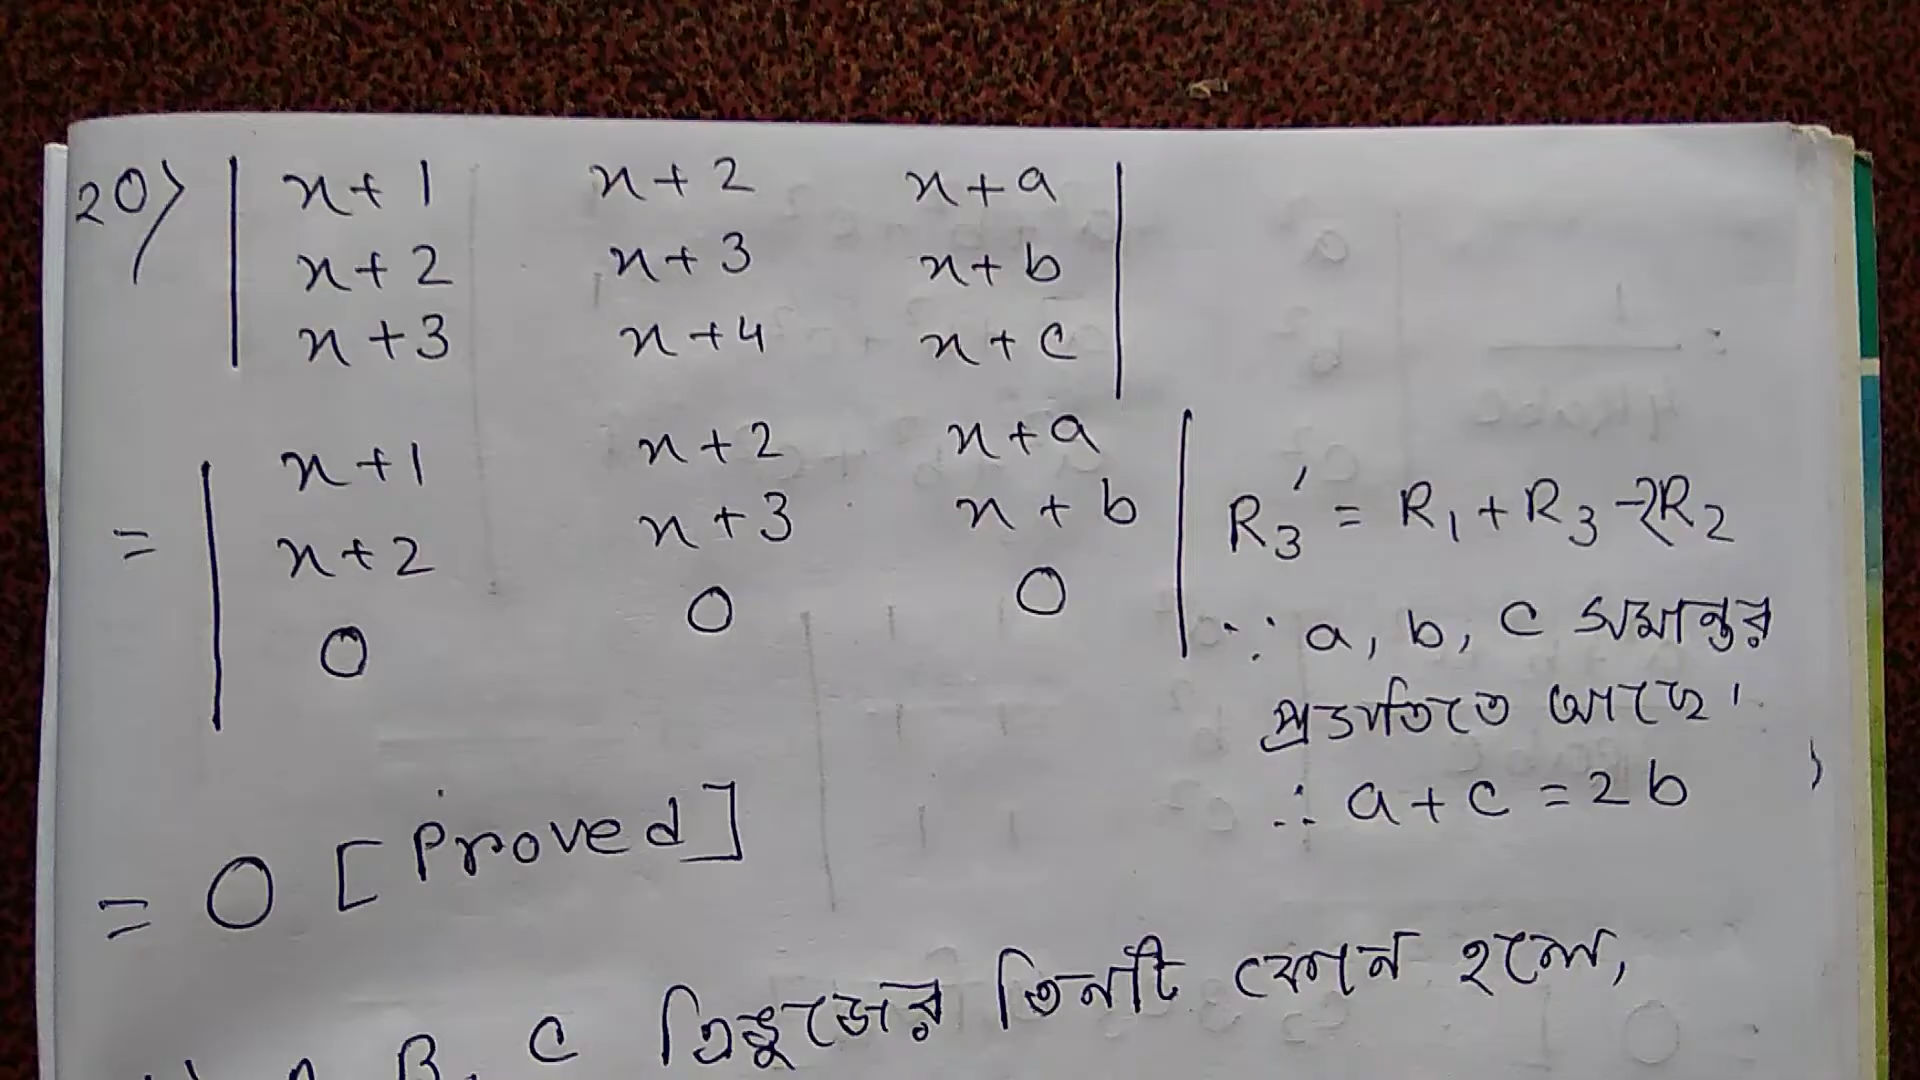 20) | x+1 x+2 x+a |
x+2 x+3 x+b
x+3 x+4 x+c
= | x+1 x+2 x+a |
x+2 x+3 x+b
0 0 0
R₃′ = R₁ + R₃ - 2R₂
∵ a, b, c সমান্তর
প্রগতিতে আছে।
∴ a + c = 2b
= 0 [Proved]
B, C ত্রিভুজের তিনটি কোন হলে,